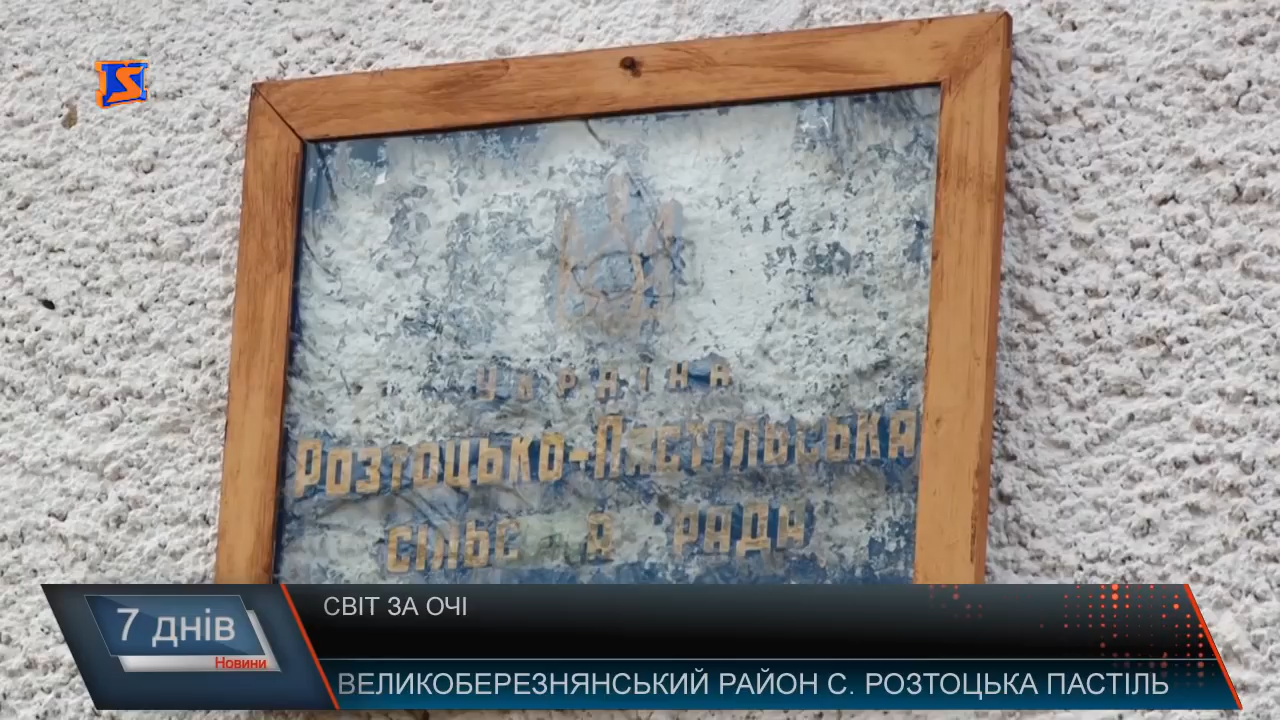 УКРАЇНА
РОЗТОЦЬКО-ПАСТІЛЬСЬКА
СІЛЬС А РАДА
7 днів
Новини
СВІТ ЗА ОЧІ
ВЕЛИКОБЕРЕЗНЯНСЬКИЙ РАЙОН С. РОЗТОЦЬКА ПАСТІЛЬ